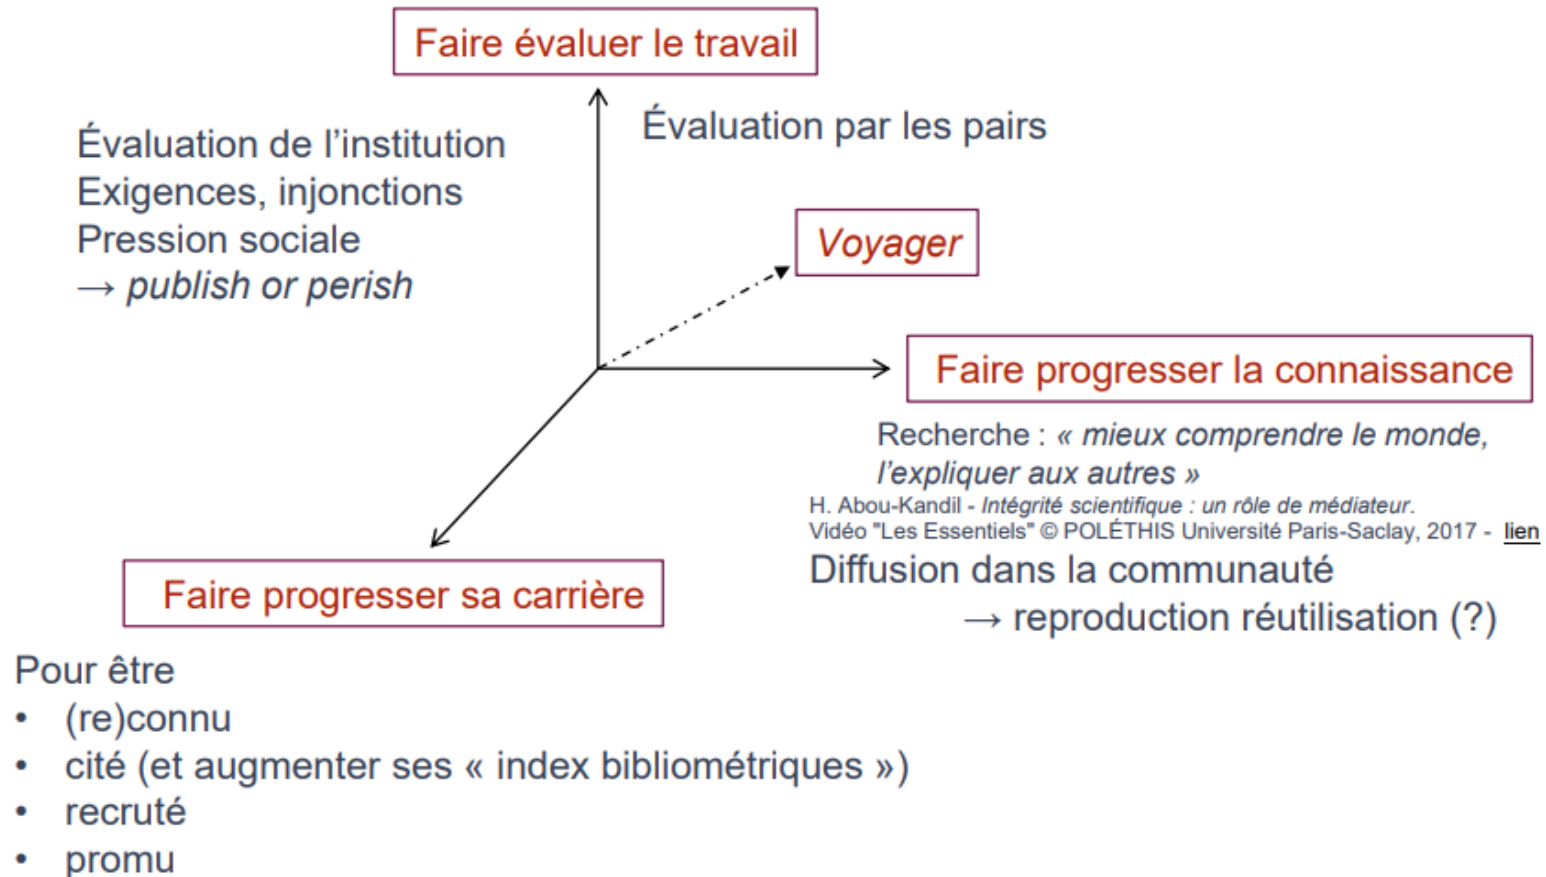 Faire évaluer le travail
Évaluation par les pairs
Évaluation de l’institution
Exigences, injonctions
Pression sociale
→ publish or perish
Voyager
Faire progresser la connaissance
Recherche : « mieux comprendre le monde,
l’expliquer aux autres »
H. Abou-Kandil - Intégrité scientifique : un rôle de médiateur.
Vidéo "Les Essentiels" © POLÉTHIS Université Paris-Saclay, 2017 - lien
Diffusion dans la communauté
→ reproduction réutilisation (?)
Faire progresser sa carrière
Pour être
• (re)connu
• cité (et augmenter ses « index bibliométriques »)
• recruté
• promu